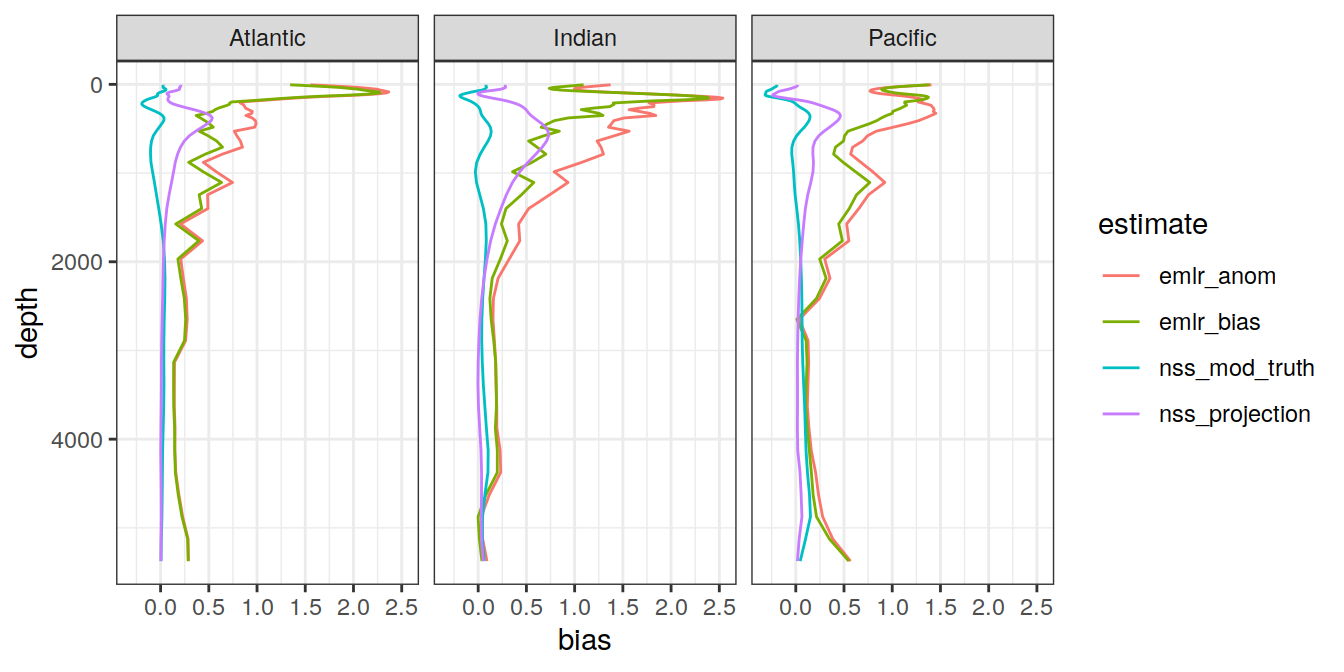 Atlantic
Indian
Pacific
depth
0
2000
4000
0.0 0.5 1.0 1.5 2.0 2.5
0.0 0.5 1.0 1.5 2.0 2.5
0.0 0.5 1.0 1.5 2.0 2.5
bias
estimate
emlr_anom
emlr_bias
nss_mod_truth
nss_projection